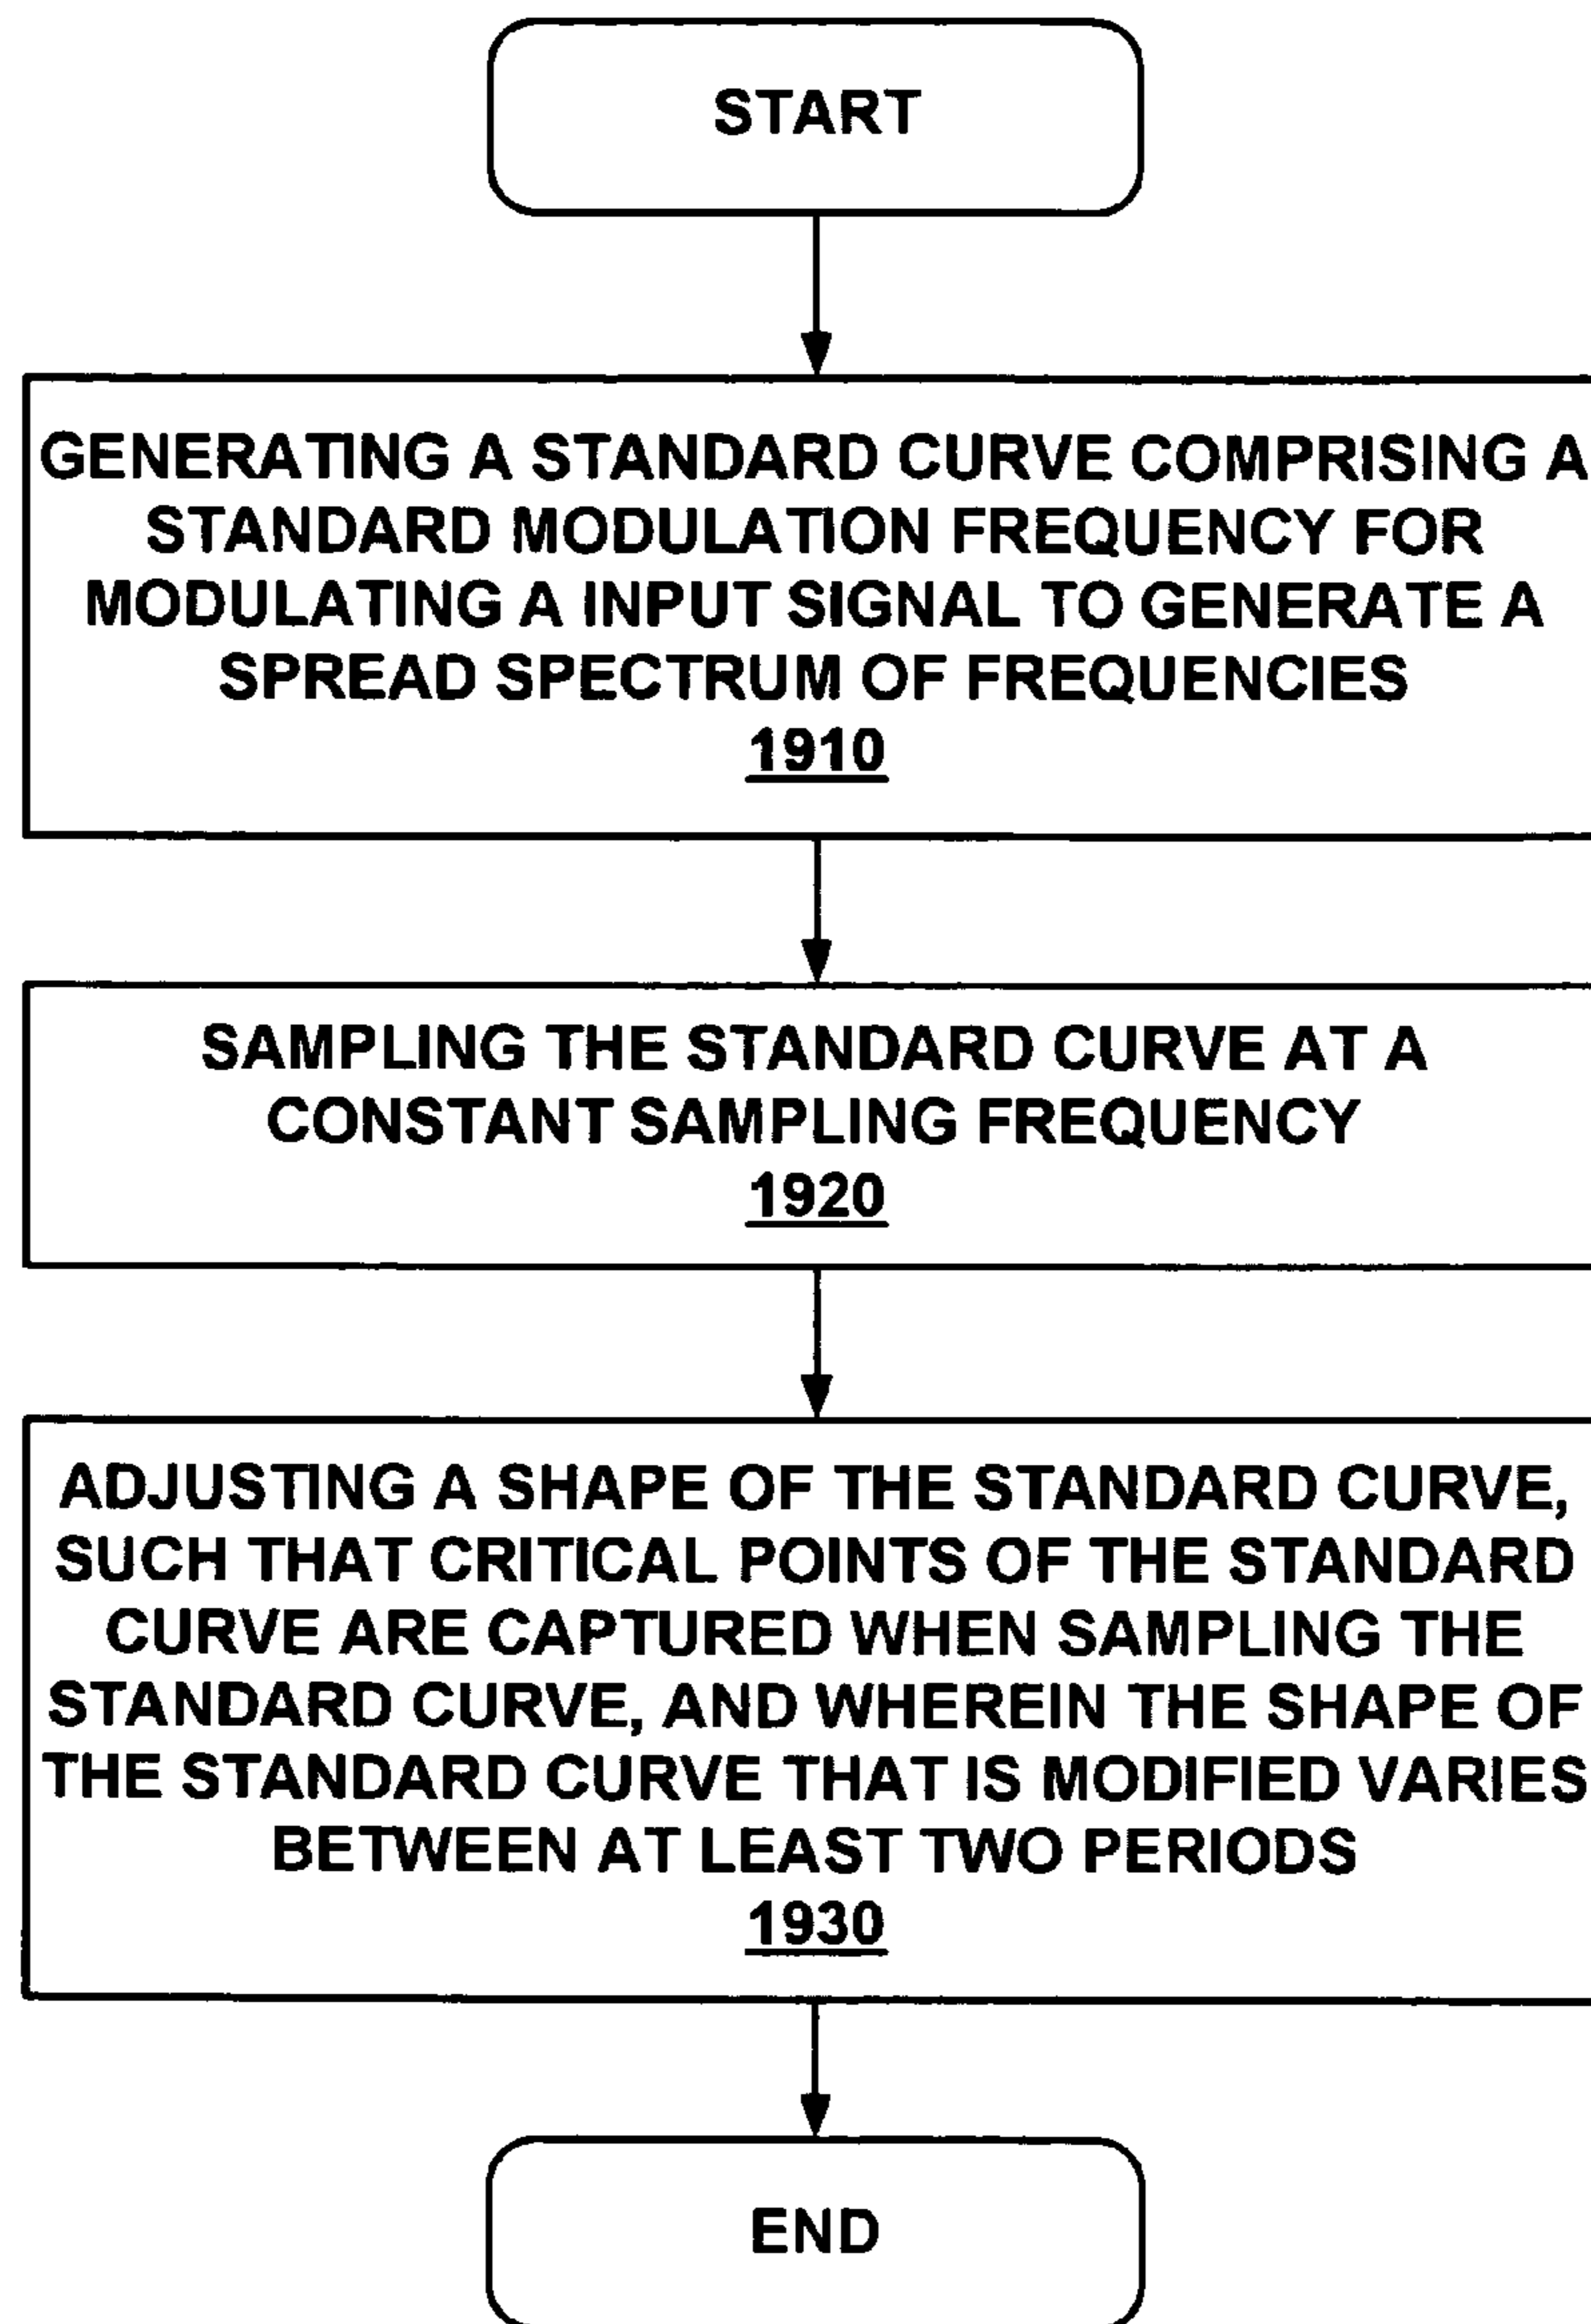 START
GENERATING A STANDARD CURVE COMPRISING A
STANDARD MODULATION FREQUENCY FOR
MODULATING A INPUT SIGNAL TO GENERATE A
SPREAD SPECTRUM OF FREQUENCIES
1910
SAMPLING THE STANDARD CURVE AT A
CONSTANT SAMPLING FREQUENCY
1920
ADJUSTING A SHAPE OF THE STANDARD CURVE,
SUCH THAT CRITICAL POINTS OF THE STANDARD
CURVE ARE CAPTURED WHEN SAMPLING THE
STANDARD CURVE, AND WHEREIN THE SHAPE OF
THE STANDARD CURVE THAT IS MODIFIED VARIES
BETWEEN AT LEAST TWO PERIODS
1930
END